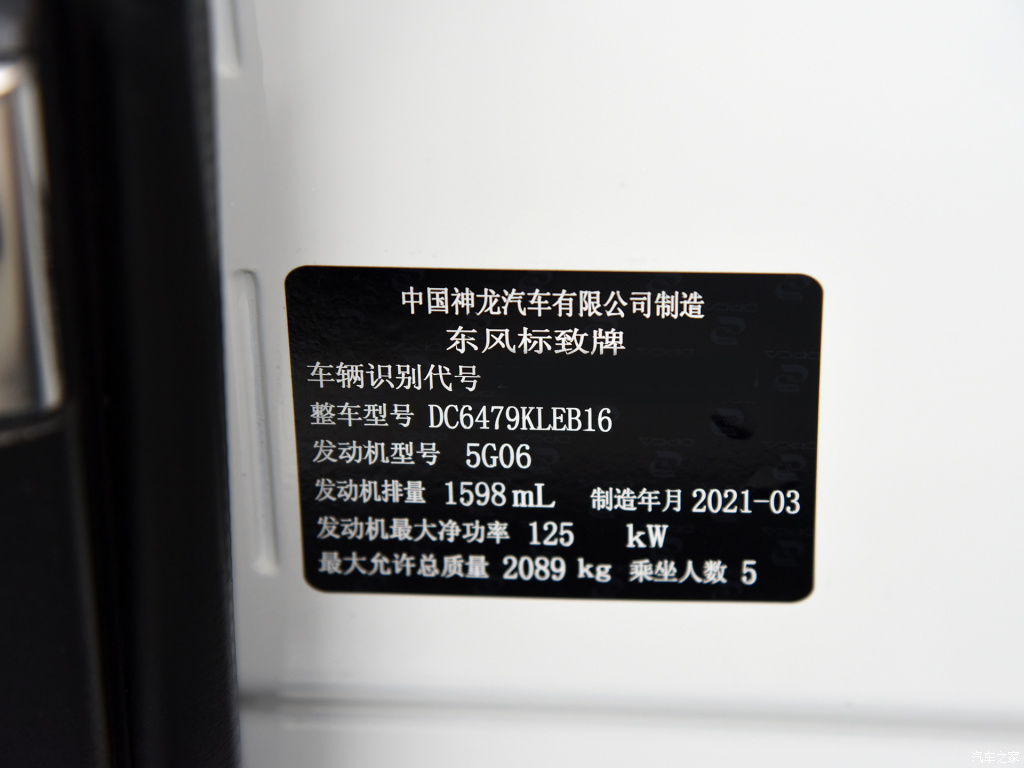 中国神龙汽车有限公司制造
东风标致牌
车辆识别代号
整车型号 DC6479KLEB16
发动机型号 5G06
发动机排量 1598 mL 制造年月 2021-03
发动机最大净功率 125 kW
最大允许总质量 2089 kg 乘坐人数 5
汽车之家